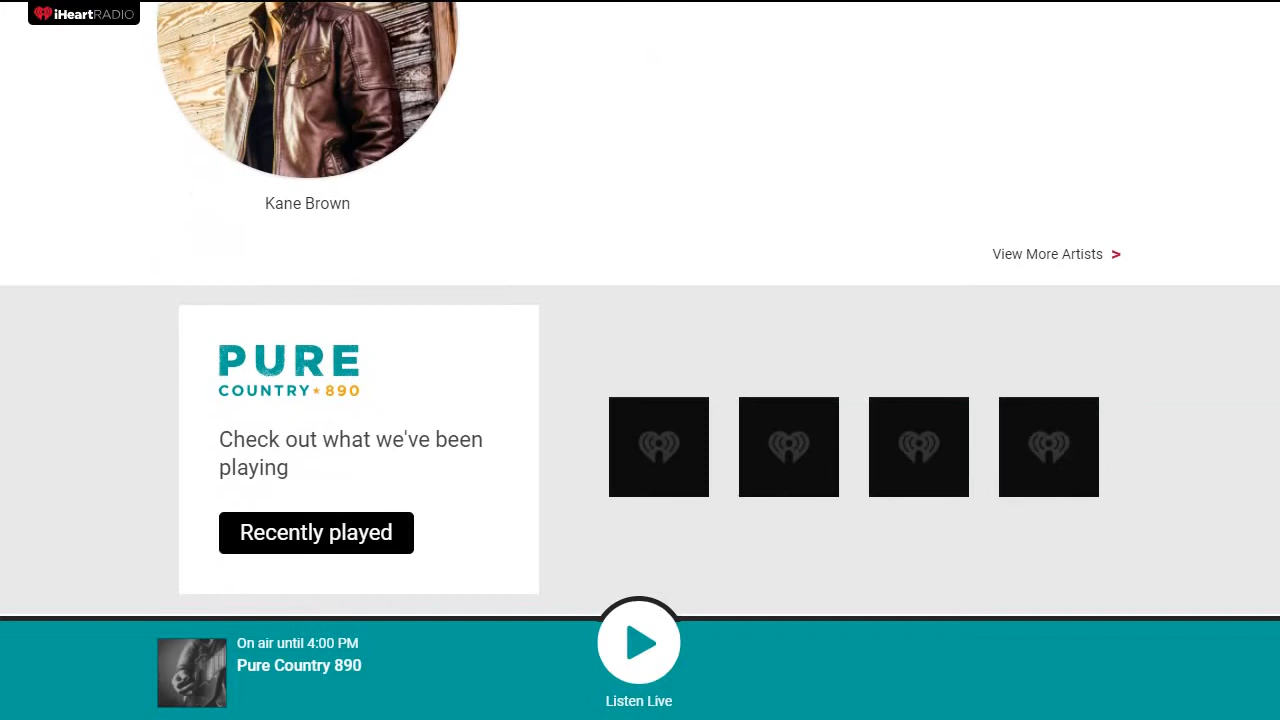 iHeartRADIO
Kane Brown
View More Artists >
PURE
COUNTRY★890
Check out what we've been
playing
Recently played
On air until 4:00 PM
Pure Country 890
Listen Live